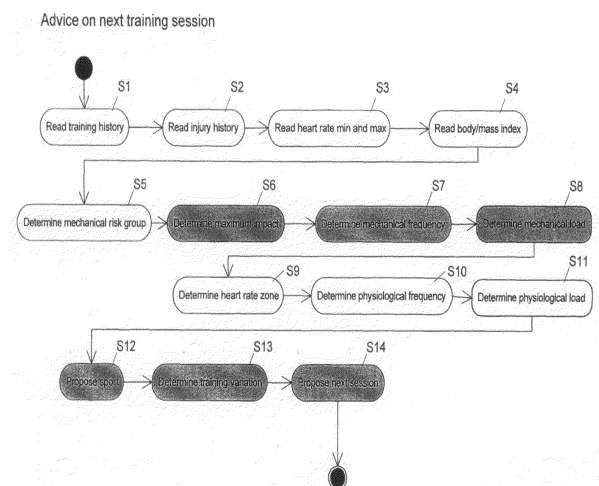 Advice on next training session
S1
S2
S3
S4
Read training history
Read injury history
Read heart rate min and max
Read body/mass index
S5
S6
S7
S8
Determine mechanical risk group
Determine maximum impact
Determine mechanical frequency
Determine mechanical load
S9
S10
S11
Determine heart rate zone
Determine physiological frequency
Determine physiological load
S12
S13
S14
Propose sport
Determine training variation
Propose next session